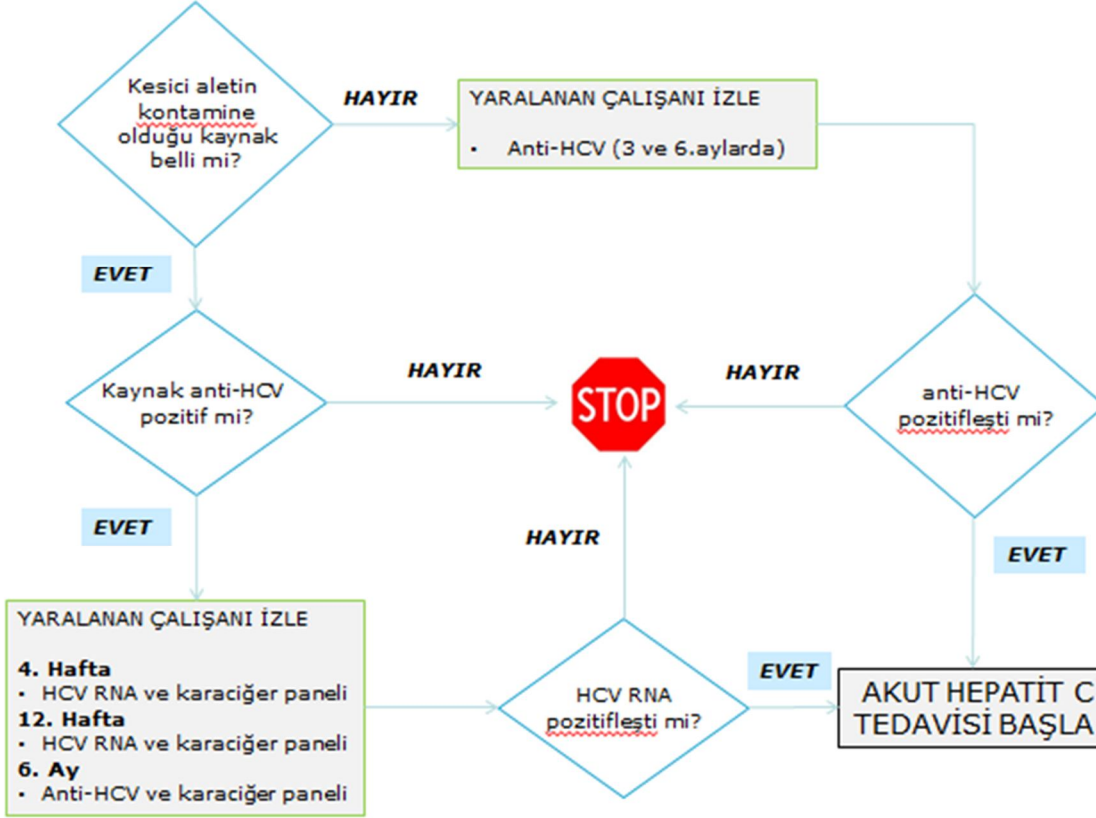 Kesici aletin
kontamine
olduğu kaynak
belli mi?
HAYIR
YARALANAN ÇALIŞANI İZLE
• Anti-HCV (3 ve 6.aylarda)
EVET
Kaynak anti-HCV
pozitif mi?
HAYIR
STOP
HAYIR
anti-HCV
pozitifleşti mi?
EVET
HAYIR
EVET
YARALANAN ÇALIŞANI İZLE
4. Hafta
• HCV RNA ve karaciğer paneli
12. Hafta
• HCV RNA ve karaciğer paneli
6. Ay
• Anti-HCV ve karaciğer paneli
HCV RNA
pozitifleşti mi?
EVET
AKUT HEPATİT C
TEDAVİSİ BAŞLA